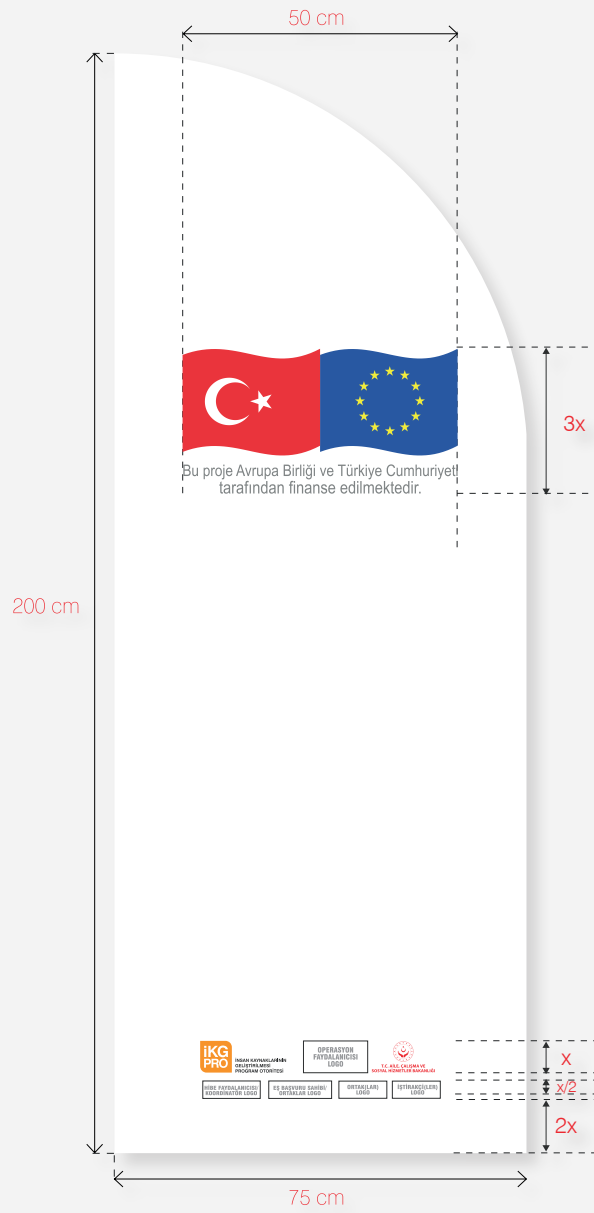 50 cm
Bu proje Avrupa Birliği ve Türkiye Cumhuriyeti
tarafından finanse edilmektedir.
3x
200 cm
iKG
PRO
İNSAN KAYNAKLARININ
GELİŞTİRİLMESİ
PROGRAM OTORİTESİ
OPERASYON
FAYDALANICISI
LOGO
T.C. AİLE, ÇALIŞMA VE
SOSYAL HİZMETLER BAKANLIĞI
x
HİBE FAYDALANICISI/
KOORDİNATÖR LOGO
EŞ BAŞVURU SAHİBİ/
ORTAKLAR LOGO
ORTAK(LAR)
LOGO
İŞTİRAKÇİ(LER)
LOGO
x/2
2x
75 cm